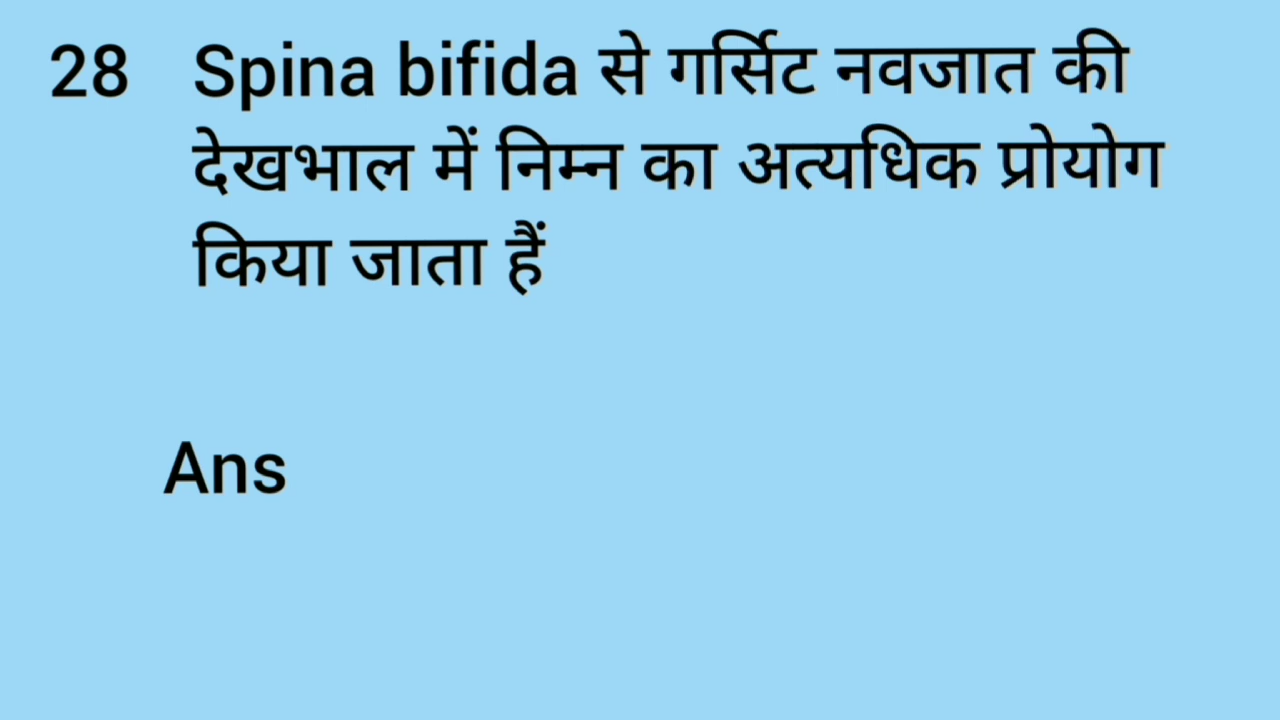 28 Spina bifida से गर्सिट नवजात की
देखभाल में निम्न का अत्यधिक प्रोयोग
किया जाता हैं
Ans